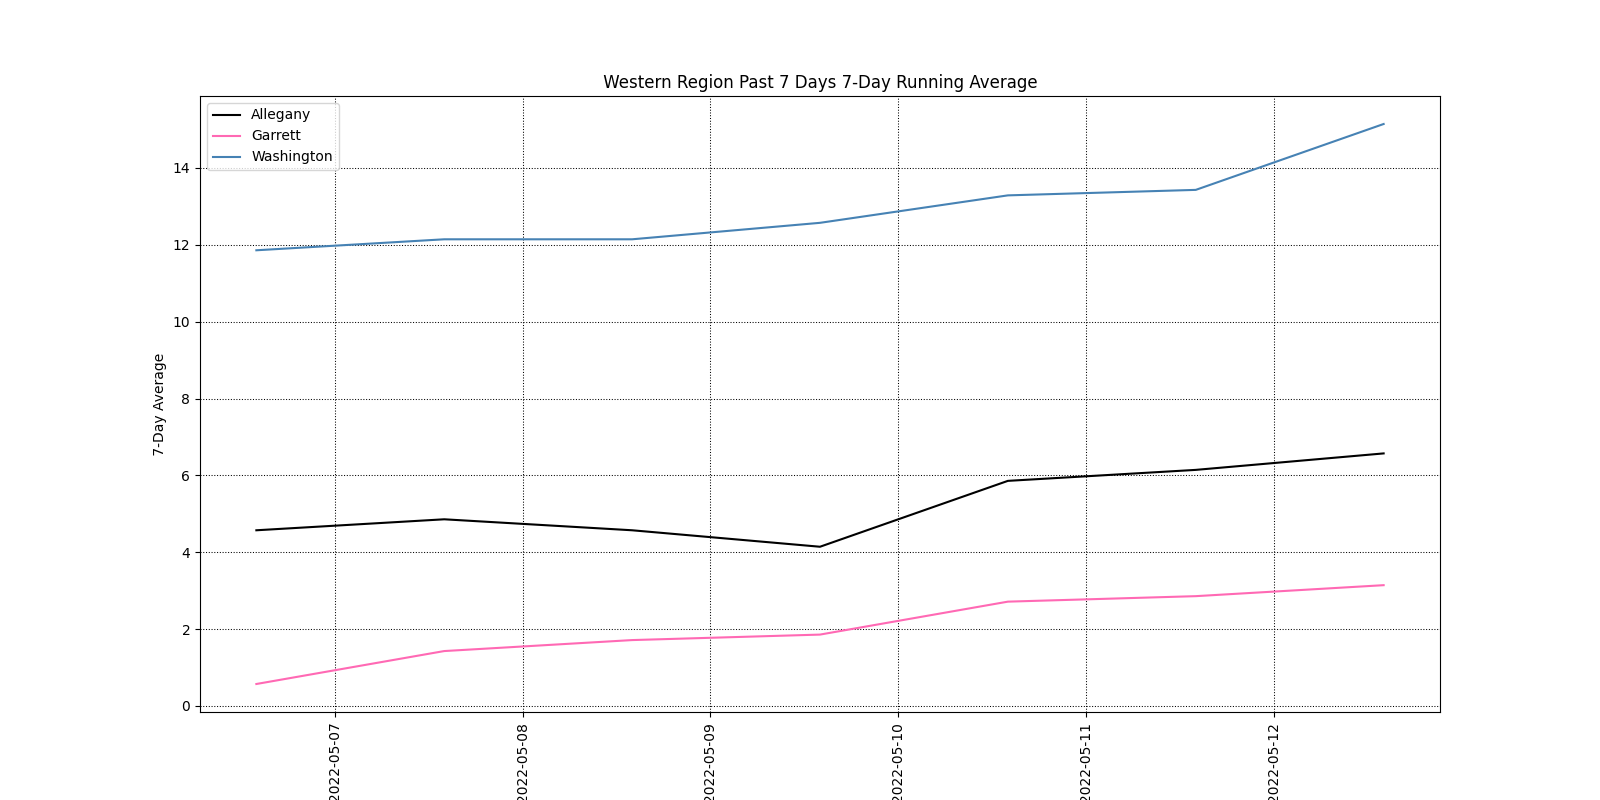 Western Region Past 7 Days 7-Day Running Average
Allegany
Garrett
Washington
14
12
10
8
6
4
2
0
7-Day Average
2022-05-07
2022-05-08
2022-05-09
2022-05-10
2022-05-11
2022-05-12